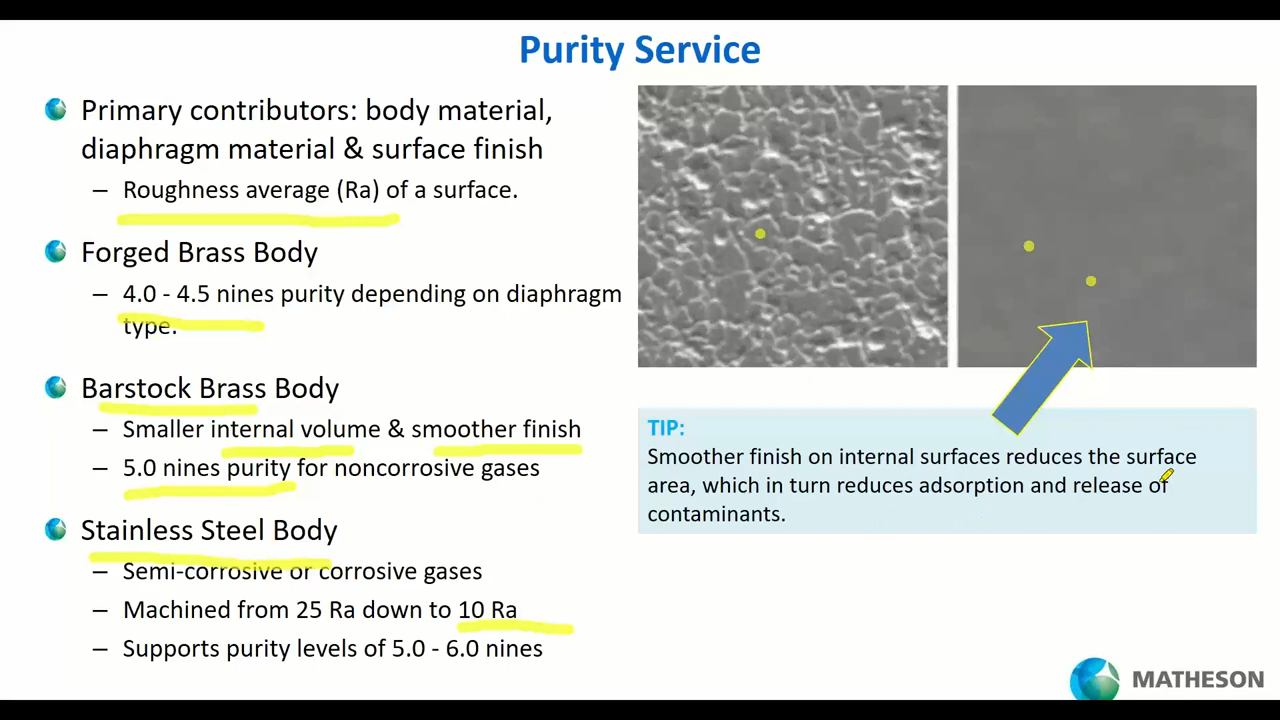 Purity Service
Primary contributors: body material,
diaphragm material & surface finish
– Roughness average (Ra) of a surface.
Forged Brass Body
– 4.0 - 4.5 nines purity depending on diaphragm
type.
Barstock Brass Body
– Smaller internal volume & smoother finish
– 5.0 nines purity for noncorrosive gases
Stainless Steel Body
– Semi-corrosive or corrosive gases
– Machined from 25 Ra down to 10 Ra
– Supports purity levels of 5.0 - 6.0 nines
TIP:
Smoother finish on internal surfaces reduces the surface
area, which in turn reduces adsorption and release of
contaminants.
MATHESON